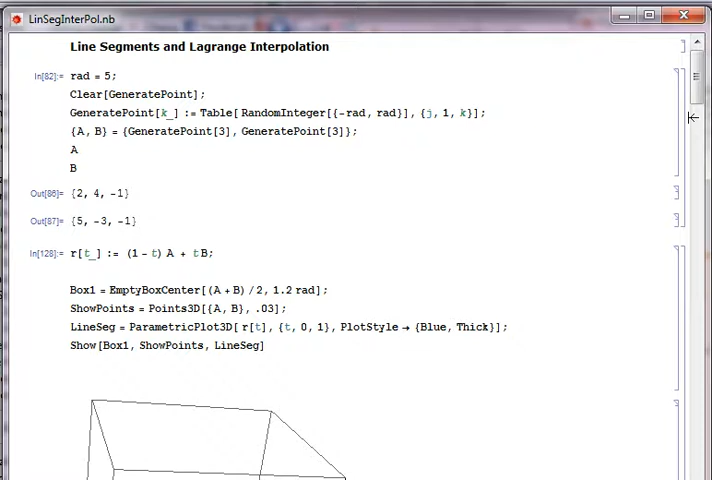 LinSegInterPol.nb
Line Segments and Lagrange Interpolation
In[82]:= rad = 5;
Clear[GeneratePoint];
GeneratePoint[k_] := Table[ RandomInteger[{-rad, rad}], {j, 1, k}];
{A, B} = {GeneratePoint[3], GeneratePoint[3]};
A
B
Out[86]= {2, 4, -1}
Out[87]= {5, -3, -1}
In[128]:= r[t_] := (1 - t) A + t B;
Box1 = EmptyBoxCenter[(A + B) / 2, 1.2 rad];
ShowPoints = Points3D[{A, B}, .03];
LineSeg = ParametricPlot3D[ r[t], {t, 0, 1}, PlotStyle → {Blue, Thick}];
Show[Box1, ShowPoints, LineSeg]